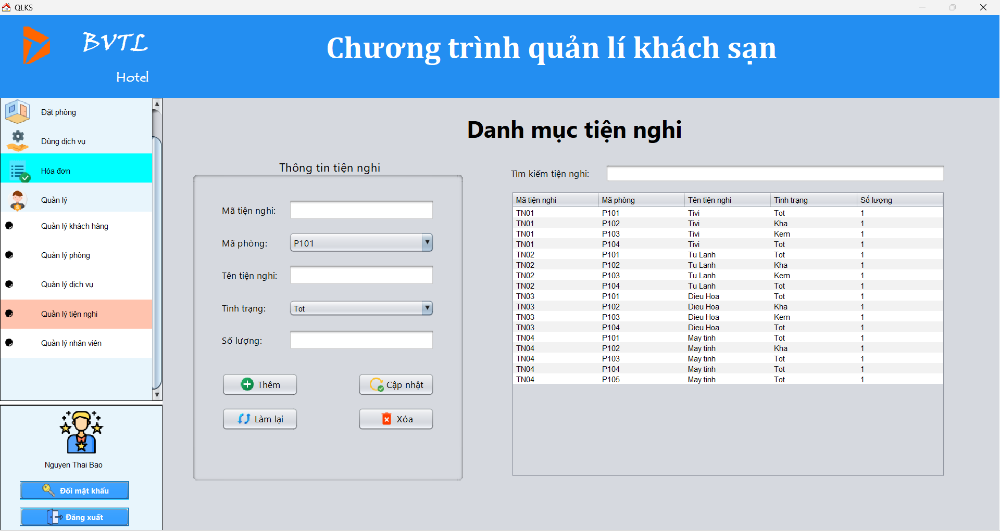 QLKS
BVTL
Hotel
Chương trình quản lí khách sạn
Đặt phòng
Dùng dịch vụ
Hóa đơn
Quản lý
Quản lý khách hàng
Quản lý phòng
Quản lý dịch vụ
Quản lý tiện nghi
Quản lý nhân viên
Nguyen Thai Bao
Đổi mật khẩu
Đăng xuất
Danh mục tiện nghi
Thông tin tiện nghi
Mã tiện nghi:
Mã phòng: P101
Tên tiện nghi:
Tình trạng: Tot
Số lượng:
Thêm Cập nhật
Làm lại Xóa
Tìm kiếm tiện nghi:
Mã tiện nghi Mã phòng Tên tiện nghi Tình trạng Số lượng
TN01 P101 Tivi Tot 1
TN01 P102 Tivi Kha 1
TN01 P103 Tivi Kem 1
TN01 P104 Tivi Tot 1
TN02 P101 Tu Lanh Tot 1
TN02 P102 Tu Lanh Kha 1
TN02 P103 Tu Lanh Kem 1
TN02 P104 Tu Lanh Tot 1
TN03 P101 Dieu Hoa Tot 1
TN03 P102 Dieu Hoa Kha 1
TN03 P103 Dieu Hoa Kem 1
TN03 P104 Dieu Hoa Tot 1
TN04 P101 May tinh Tot 1
TN04 P102 May tinh Kha 1
TN04 P103 May tinh Tot 1
TN04 P104 May tinh Tot 1
TN04 P105 May tinh Tot 1